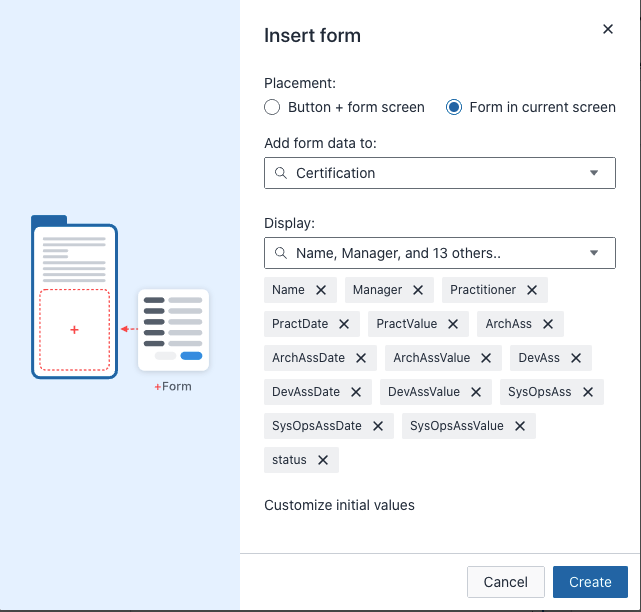 Insert form
Placement:
Button + form screen
Form in current screen
Add form data to:
Certification
Display:
Name, Manager, and 13 others..
Name
Manager
Practitioner
PractDate
PractValue
ArchAss
ArchAssDate
ArchAssValue
DevAss
DevAssDate
DevAssValue
SysOpsAss
SysOpsAssDate
SysOpsAssValue
status
Customize initial values
+Form
Cancel
Create